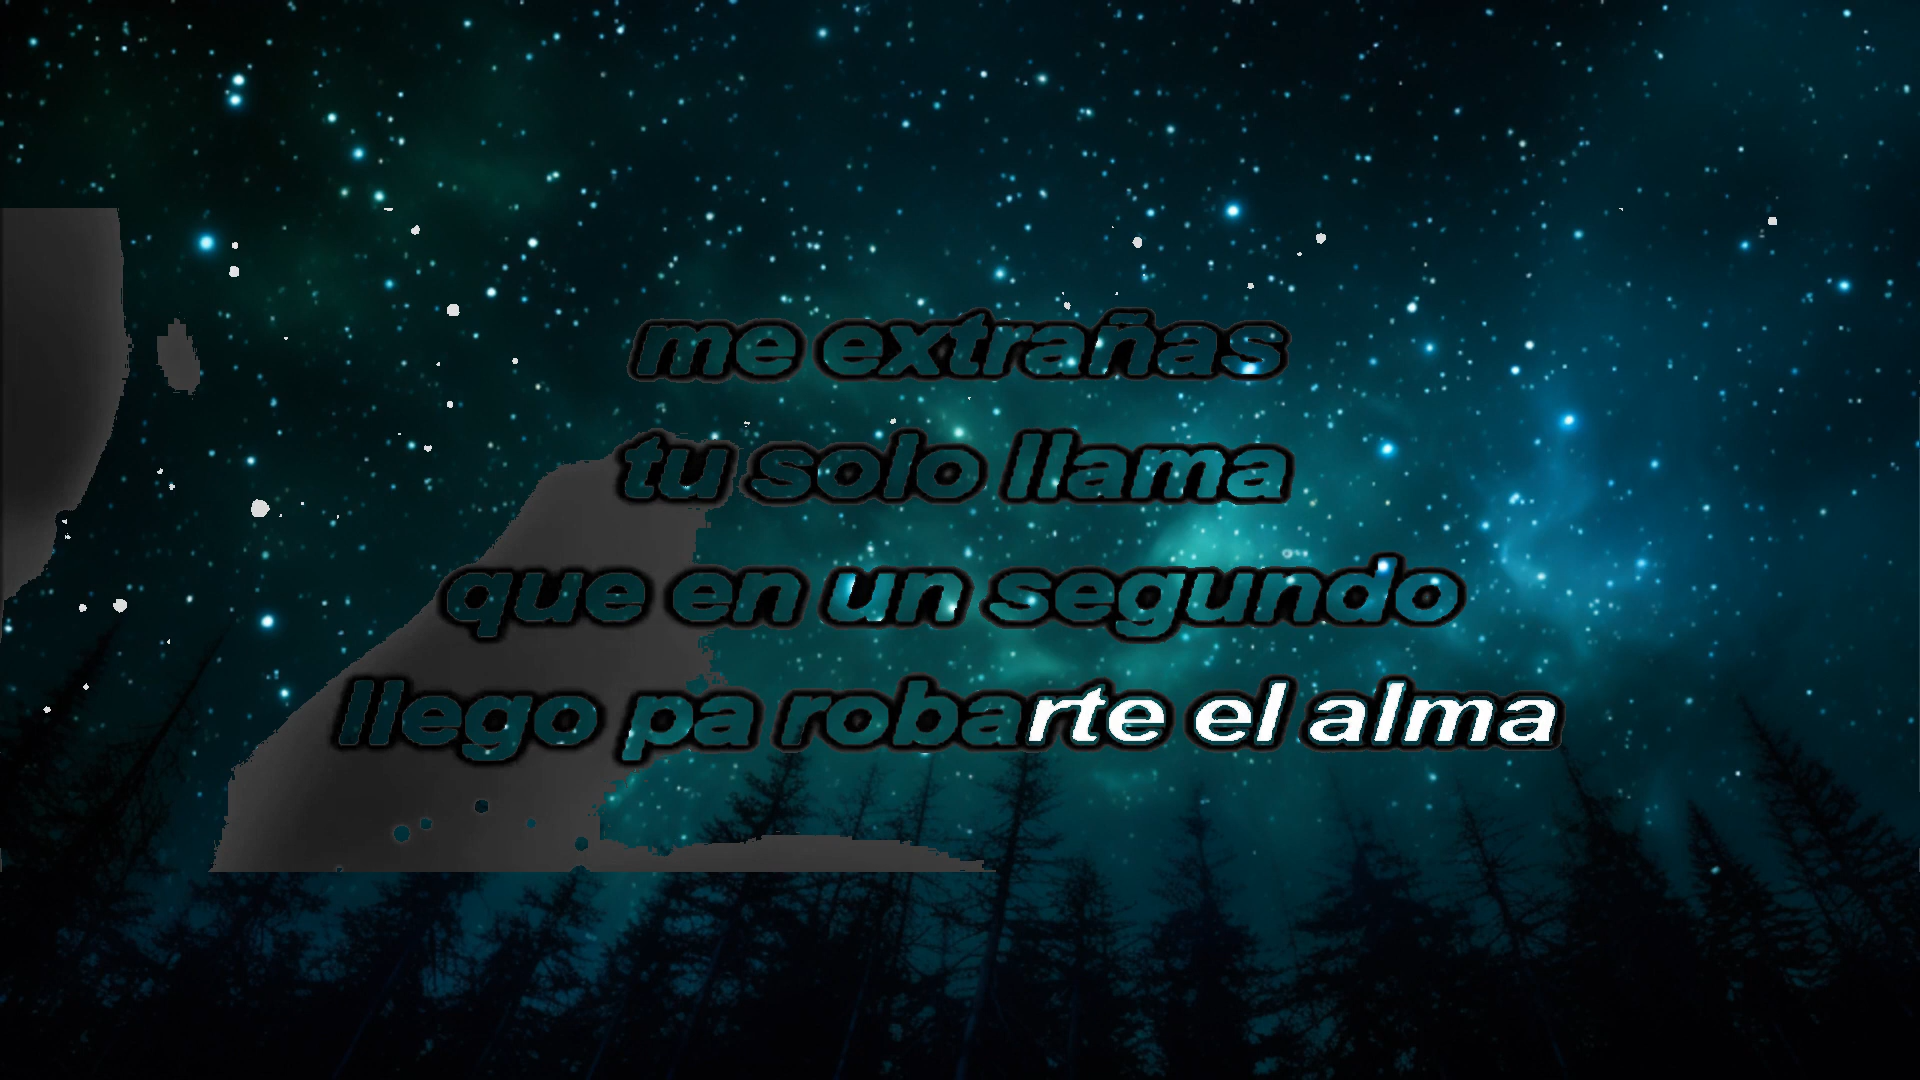 me extrañas
tu solo llama
que en un segundo
llego pa robarte el alma